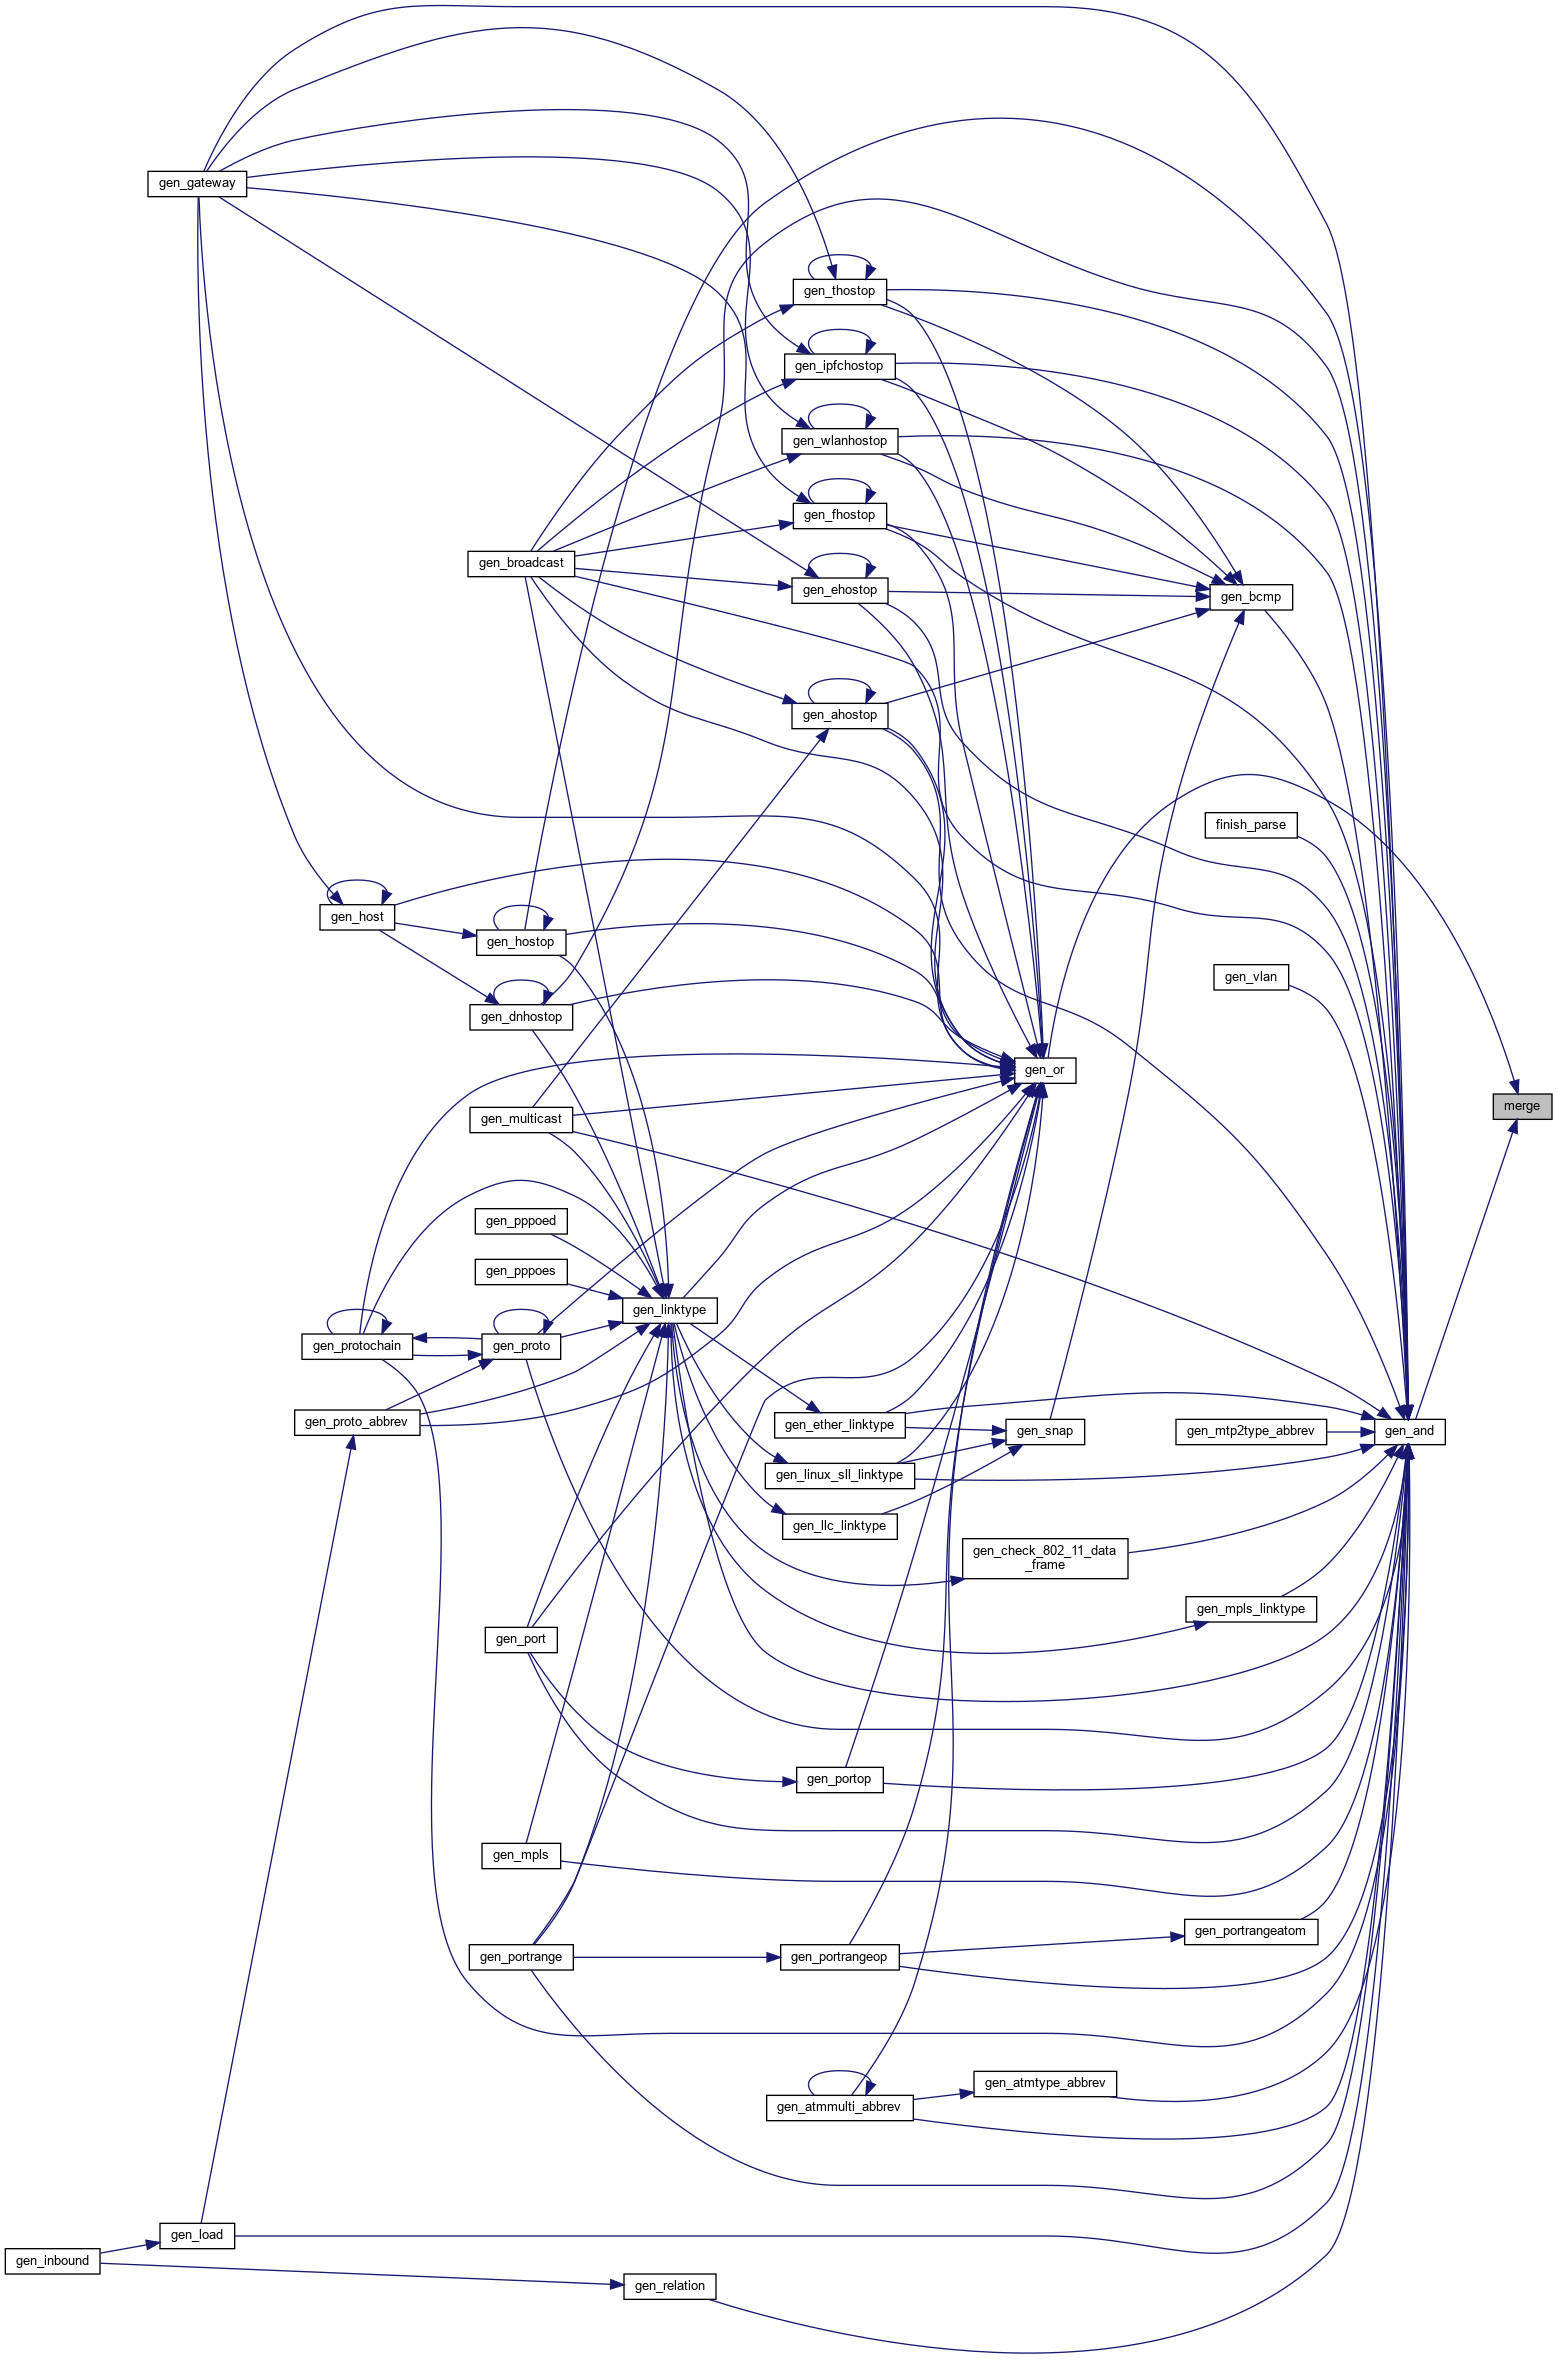 gen_gateway
gen_thostop
gen_ipfchostop
gen_wlanhostop
gen_fhostop
gen_broadcast
gen_ehostop
gen_bcmp
gen_ahostop
finish_parse
gen_host
gen_hostop
gen_vlan
gen_dnhostop
gen_or
merge
gen_multicast
gen_pppoed
gen_pppoes
gen_linktype
gen_protochain
gen_proto
gen_proto_abbrev
gen_ether_linktype
gen_snap
gen_mtp2type_abbrev
gen_and
gen_linux_sll_linktype
gen_llc_linktype
gen_check_802_11_data
_frame
gen_mpls_linktype
gen_port
gen_portop
gen_mpls
gen_portrangeatom
gen_portrange
gen_portrangeop
gen_atmtype_abbrev
gen_atmmulti_abbrev
gen_load
gen_inbound
gen_relation